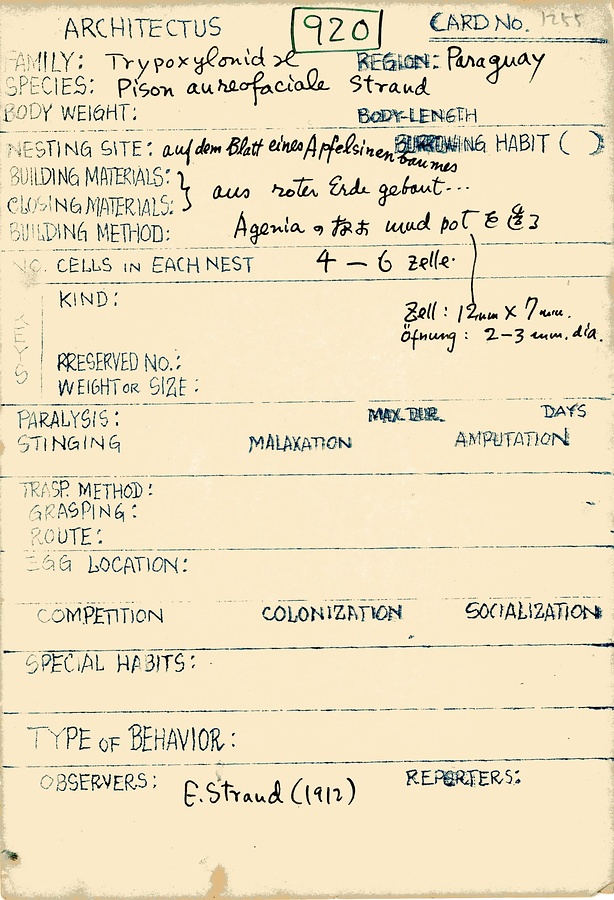 ARCHITECTUS 920 CARD NO. 1255
FAMILY: Trypoxylonidæ REGION: Paraguay
SPECIES: Pison aureofaciale Strand
BODY WEIGHT: BODY-LENGTH
NESTING SITE: auf dem Blatt eines Apfelsinenbaumes BURROWING HABIT ( )
BUILDING MATERIALS:
CLOSING MATERIALS: } aus roter Erde gebaut...
BUILDING METHOD: Agenia の如き mud pot を造る
NO. CELLS IN EACH NEST 4 – 6 Zelle.
KEYS
KIND:
Zell: 12mm X 7mm.
Öfnung: 2-3 mm. dia.
PRESERVED NO.:
WEIGHT OR SIZE:
PARALYSIS: MAX. DUR. DAYS
STINGING MALAXATION AMPUTATION
TRASP. METHOD:
GRASPING:
ROUTE:
EGG LOCATION:
COMPETITION COLONIZATION SOCIALIZATION
SPECIAL HABITS:
TYPE OF BEHAVIOR:
OBSERVERS: E. Strand (1912) REPORTERS: